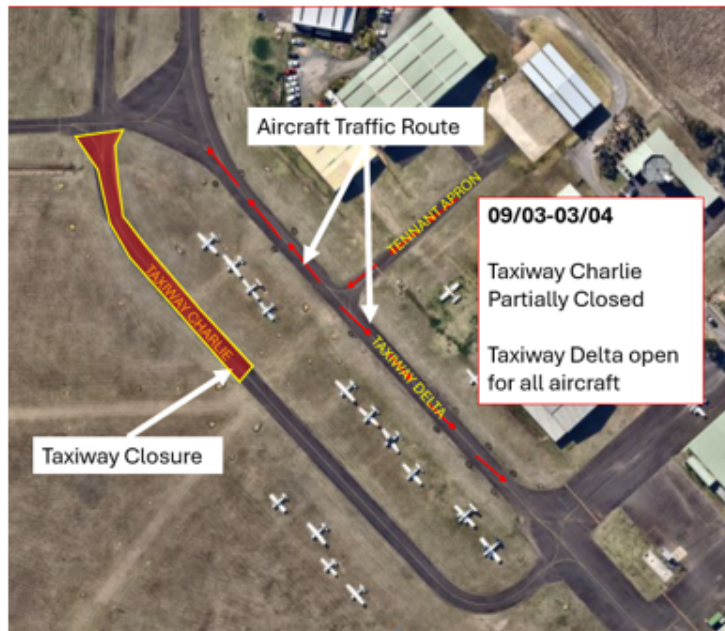 Aircraft Traffic Route
TENNANT APRON
09/03-03/04
Taxiway Charlie
Partially Closed
Taxiway Delta open
for all aircraft
TAXIWAY CHARLIE
TAXIWAY DELTA
Taxiway Closure